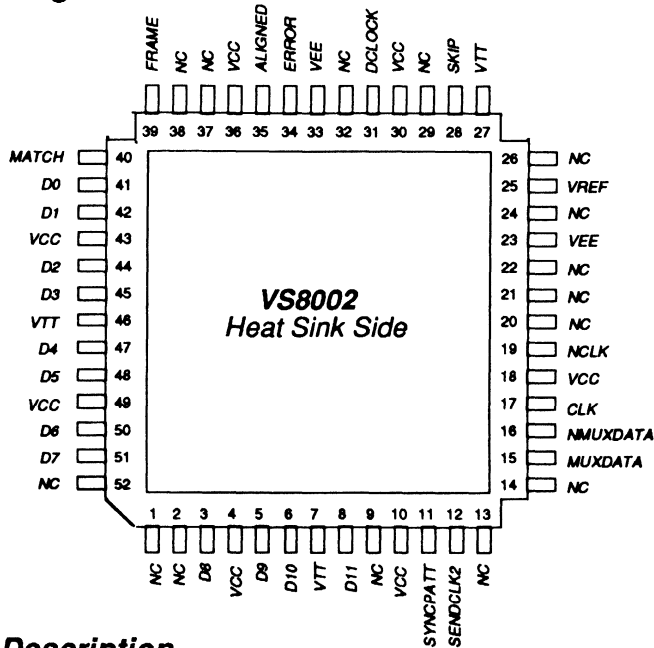 FRAME NC NC VCC ALIGNED ERROR VEE NC DCLOCK VCC NC SKIP VTT
39 38 37 36 35 34 33 32 31 30 29 28 27
MATCH 40 26 NC
D0 41 25 VREF
D1 42 24 NC
VCC 43 23 VEE
D2 44 22 NC
D3 45 21 NC
VTT 46 20 NC
D4 47 19 NCLK
D5 48 18 VCC
VCC 49 17 CLK
D6 50 16 NMUXDATA
D7 51 15 MUXDATA
NC 52 14 NC
VS8002
Heat Sink Side
1 2 3 4 5 6 7 8 9 10 11 12 13
NC NC D8 VCC D9 D10 VTT D11 NC VCC SYNCPATT SENDCLK2 NC
Description